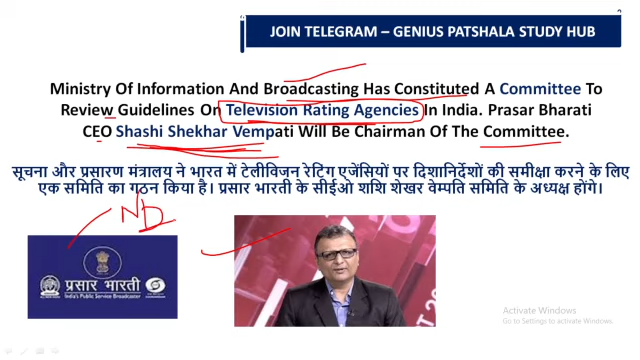 JOIN TELEGRAM – GENIUS PATSHALA STUDY HUB
Ministry Of Information And Broadcasting Has Constituted A Committee To
Review Guidelines On Television Rating Agencies In India. Prasar Bharati
CEO Shashi Shekhar Vempati Will Be Chairman Of The Committee.
सूचना और प्रसारण मंत्रालय ने भारत में टेलीविजन रेटिंग एजेंसियों पर दिशानिर्देशों की समीक्षा करने के लिए
एक समिति का गठन किया है। प्रसार भारती के सीईओ शशि शेखर वेम्पति समिति के अध्यक्ष होंगे।
ND
प्रसार भारती
India's Public Service Broadcaster
Activate Windows
Go to Settings to activate Windows.